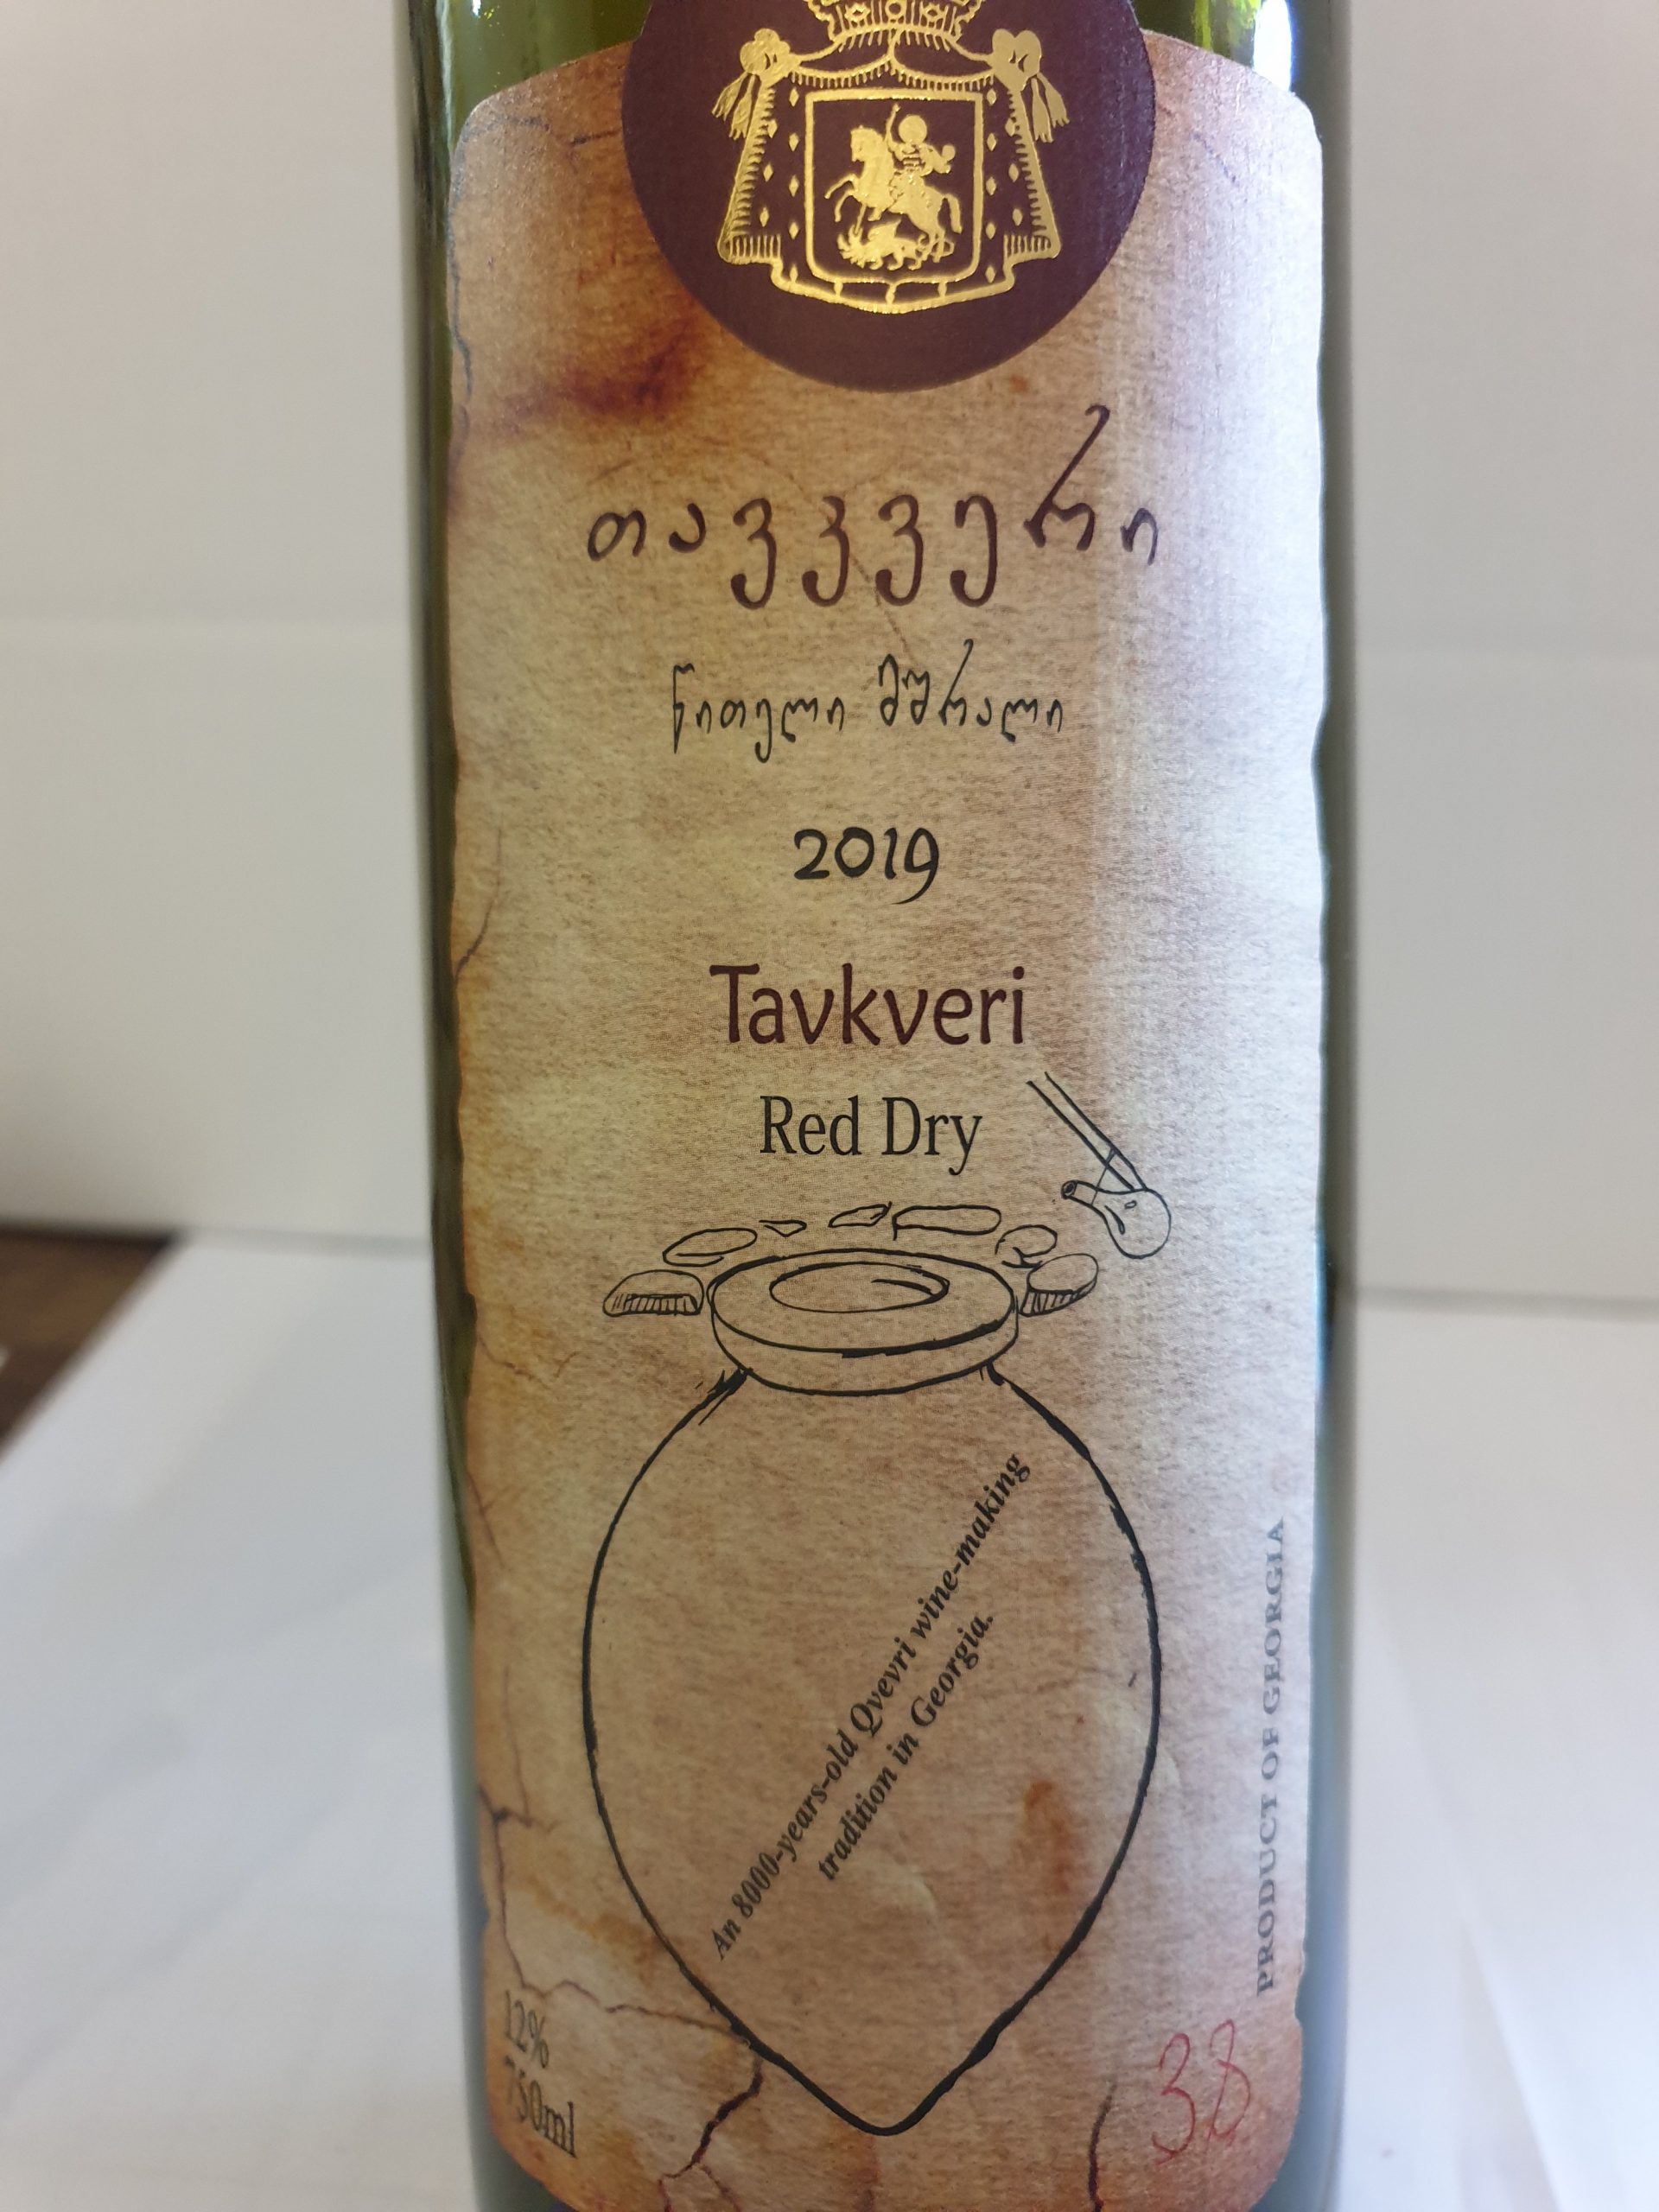 თავკვერი
წითელი მშრალი
2019
Tavkveri
Red Dry
An 8000-years-old Qvevri wine-making
tradition in Georgia.
PRODUCT OF GEORGIA
12%
750ml
38